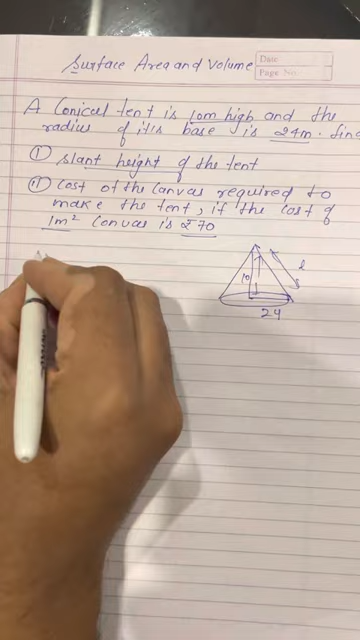 Surface Area and Volume
Date
Page No.
A Conical tent is 10m high and the
radius of its base is 24m. find
(i) slant height of the tent
(ii) cost of the canvas required to
make the tent, if the cost of
1m² canvas is ₹70
10
l
24